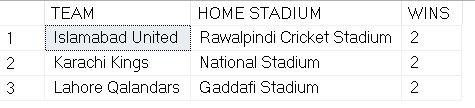 TEAM HOME STADIUM WINS
1 Islamabad United Rawalpindi Cricket Stadium 2
2 Karachi Kings National Stadium 2
3 Lahore Qalandars Gaddafi Stadium 2